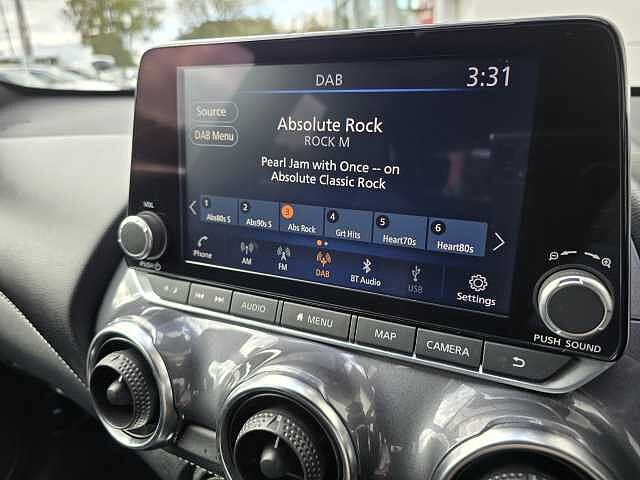 DAB
3:31
Source
DAB Menu
Absolute Rock
ROCK M
Pearl Jam with Once -- on
Absolute Classic Rock
1 Abs80s S
2 Abs90s S
3 Abs Rock
4 Grt Hits
5 Heart70s
6 Heart80s
Phone
AM
FM
DAB
BT Audio
USB
Settings
VOL
PUSH
AUDIO
MENU
MAP
CAMERA
PUSH SOUND